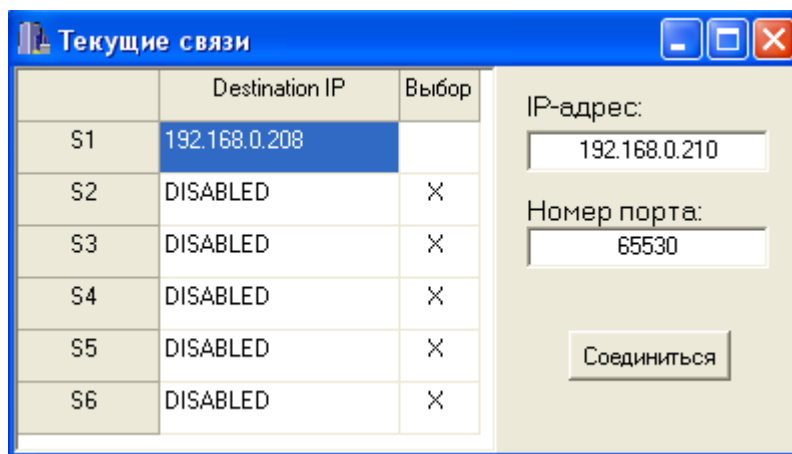 Текущие связи
Destination IP Выбор
S1 192.168.0.208
S2 DISABLED X
S3 DISABLED X
S4 DISABLED X
S5 DISABLED X
S6 DISABLED X
IP-адрес:
192.168.0.210
Номер порта:
65530
Соединиться